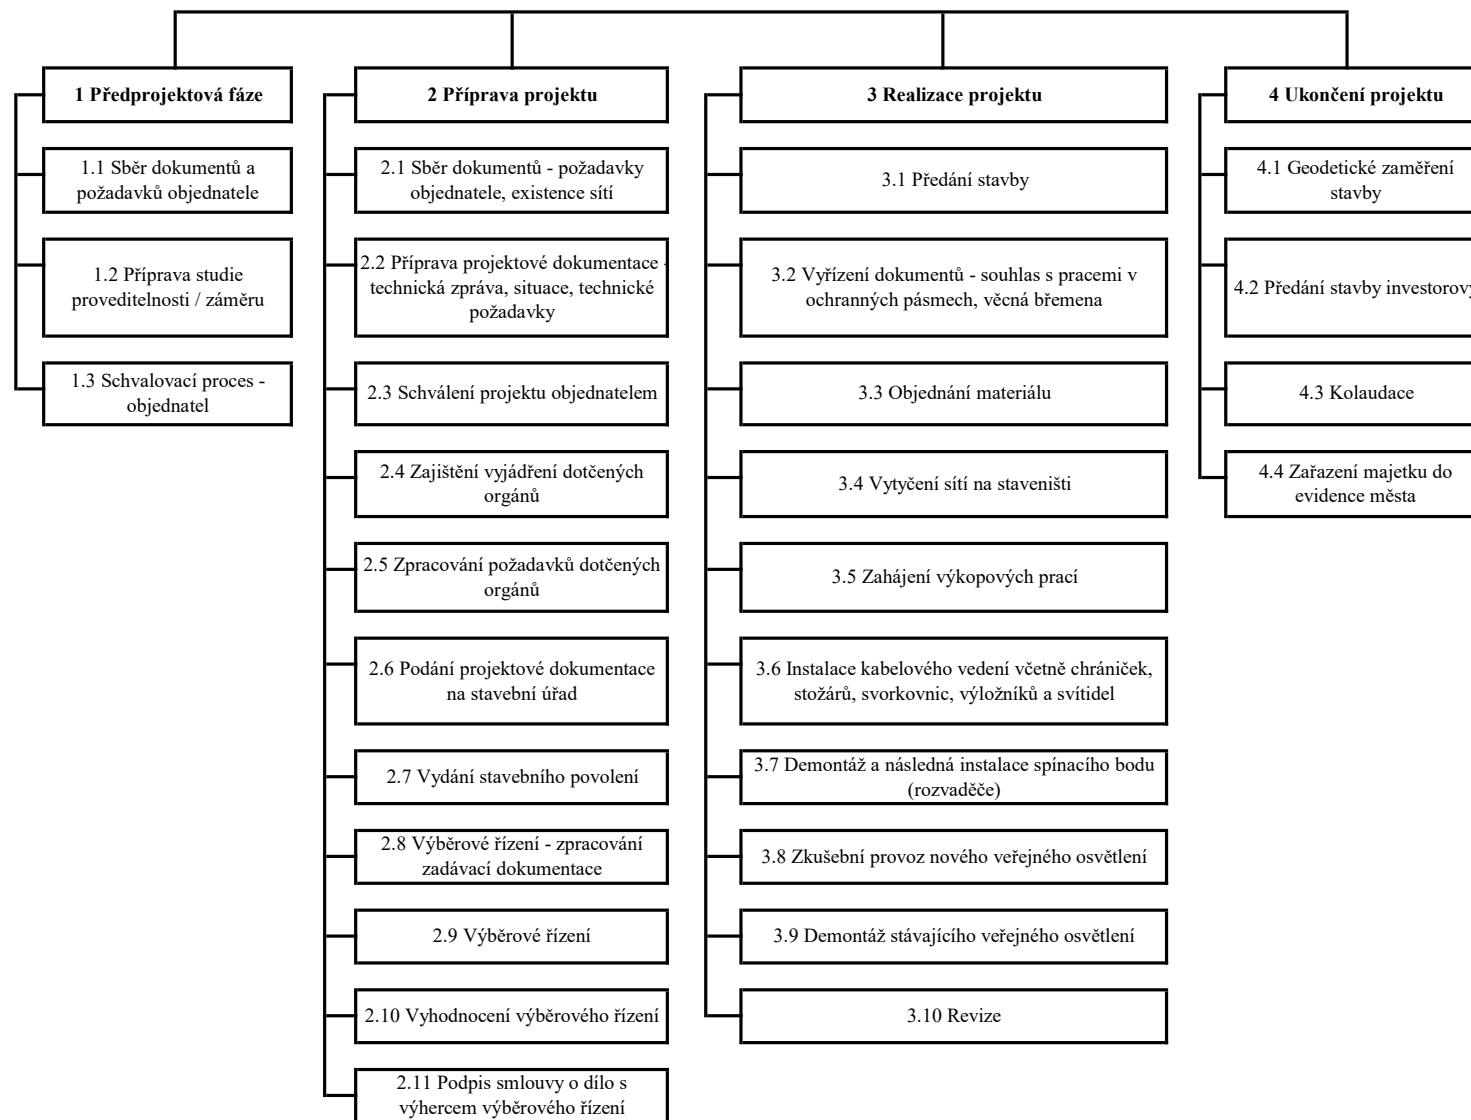 1 Předprojektová fáze
1.1 Sběr dokumentů a
požadavků objednatele
1.2 Příprava studie
proveditelnosti / záměru
1.3 Schvalovací proces -
objednatel
2 Příprava projektu
2.1 Sběr dokumentů - požadavky
objednatele, existence sítí
2.2 Příprava projektové dokumentace -
technická zpráva, situace, technické
požadavky
2.3 Schválení projektu objednatelem
2.4 Zajištění vyjádření dotčených
orgánů
2.5 Zpracování požadavků dotčených
orgánů
2.6 Podání projektové dokumentace
na stavební úřad
2.7 Vydání stavebního povolení
2.8 Výběrové řízení - zpracování
zadávací dokumentace
2.9 Výběrové řízení
2.10 Vyhodnocení výběrového řízení
2.11 Podpis smlouvy o dílo s
výhercem výběrového řízení
3 Realizace projektu
3.1 Předání stavby
3.2 Vyřízení dokumentů - souhlas s pracemi v
ochranných pásmech, věcná břemena
3.3 Objednání materiálu
3.4 Vytyčení sítí na staveništi
3.5 Zahájení výkopových prací
3.6 Instalace kabelového vedení včetně chrániček,
stožárů, svorkovnic, výložníků a svítidel
3.7 Demontáž a následná instalace spínacího bodu
(rozvaděče)
3.8 Zkušební provoz nového veřejného osvětlení
3.9 Demontáž stávajícího veřejného osvětlení
3.10 Revize
4 Ukončení projektu
4.1 Geodetické zaměření
stavby
4.2 Předání stavby investorovi
4.3 Kolaudace
4.4 Zařazení majetku do
evidence města